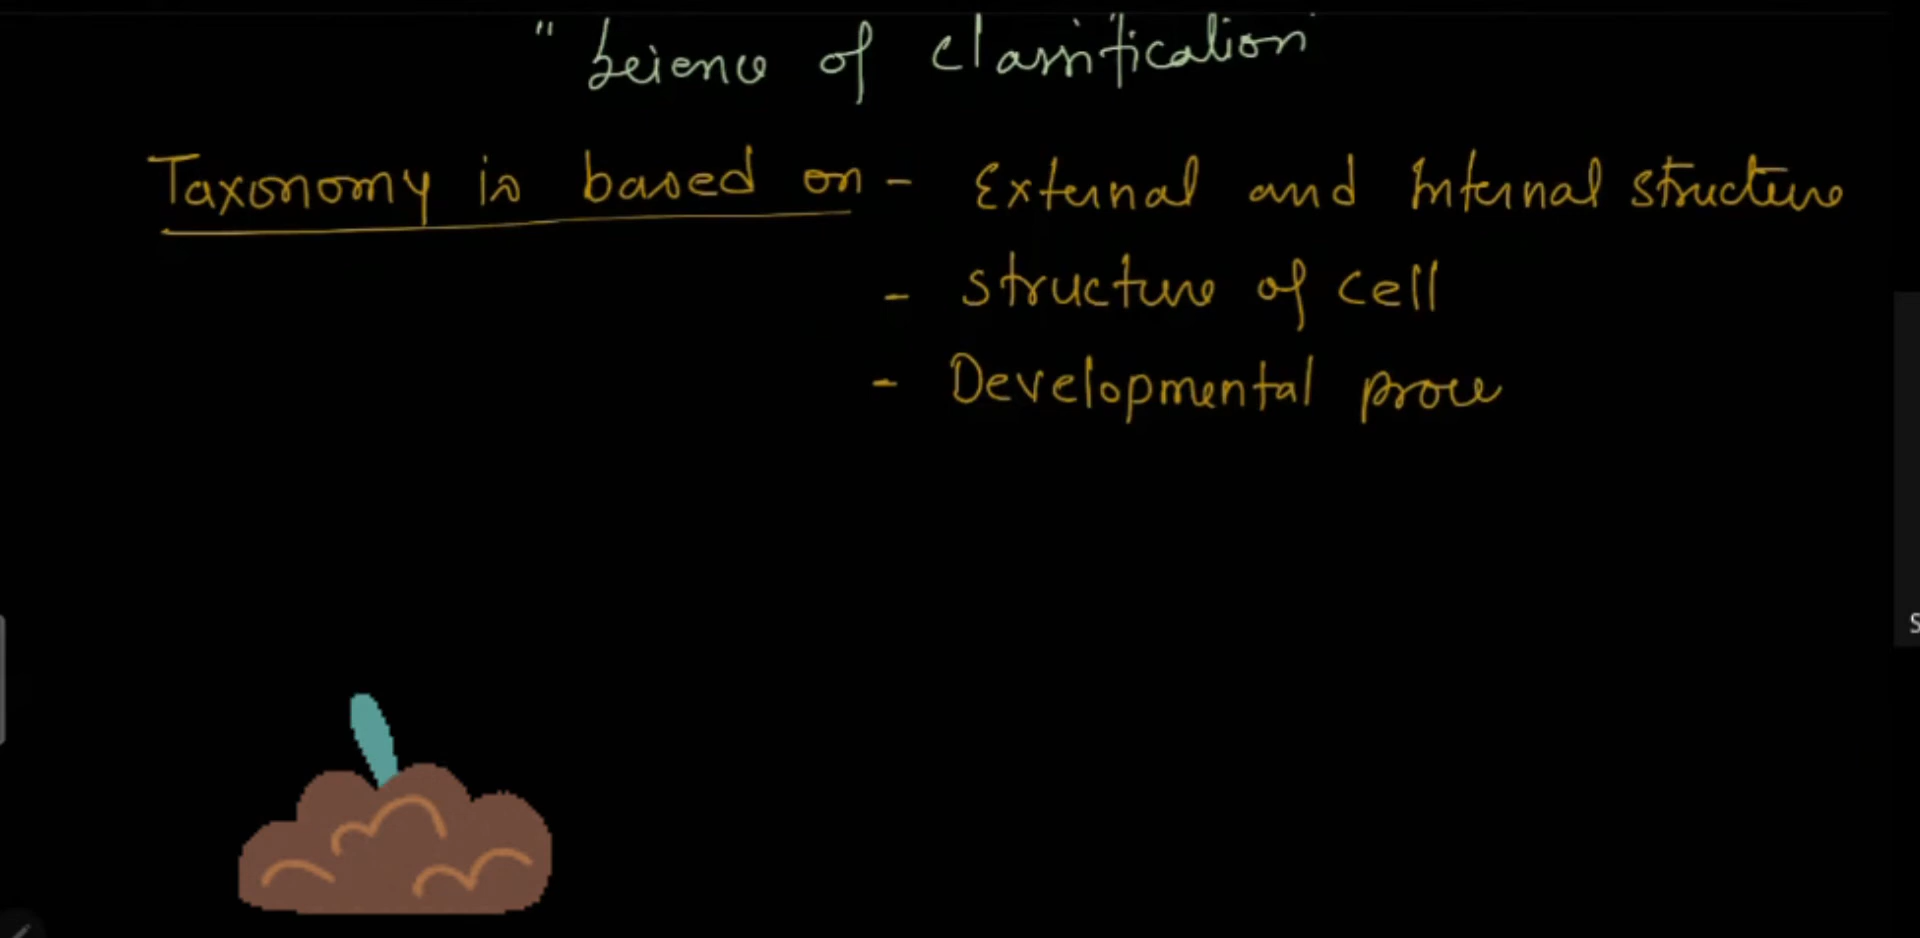 " Science of classification
Taxonomy is based on - External and Internal structure
- structure of cell
- Developmental proce
S